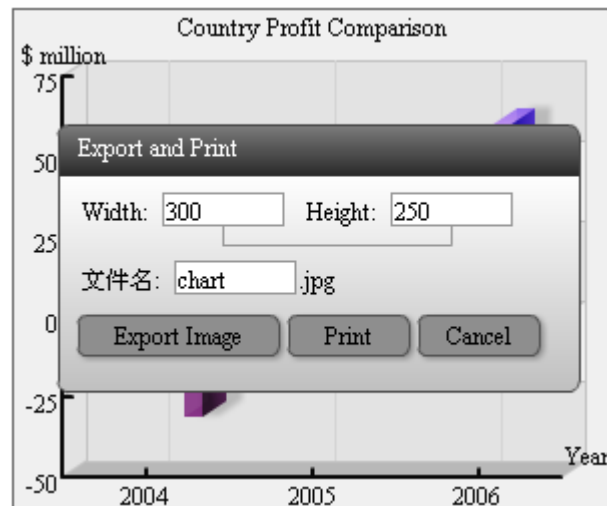 Country Profit Comparison
$ million
75
50
25
0
-25
-50
Export and Print
Width: 300 Height: 250
文件名: chart .jpg
Export Image Print Cancel
Year
2004 2005 2006